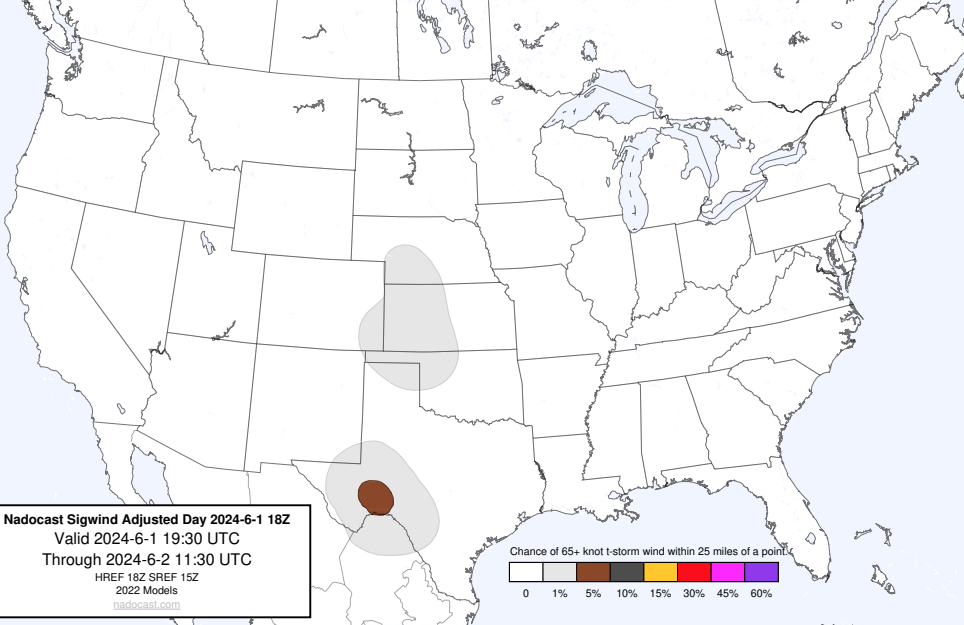 Nadocast Sigwind Adjusted Day 2024-6-1 18Z
Valid 2024-6-1 19:30 UTC
Through 2024-6-2 11:30 UTC
HREF 18Z SREF 15Z
2022 Models
nadocast.com
Chance of 65+ knot t-storm wind within 25 miles of a point.
0 1% 5% 10% 15% 30% 45% 60%